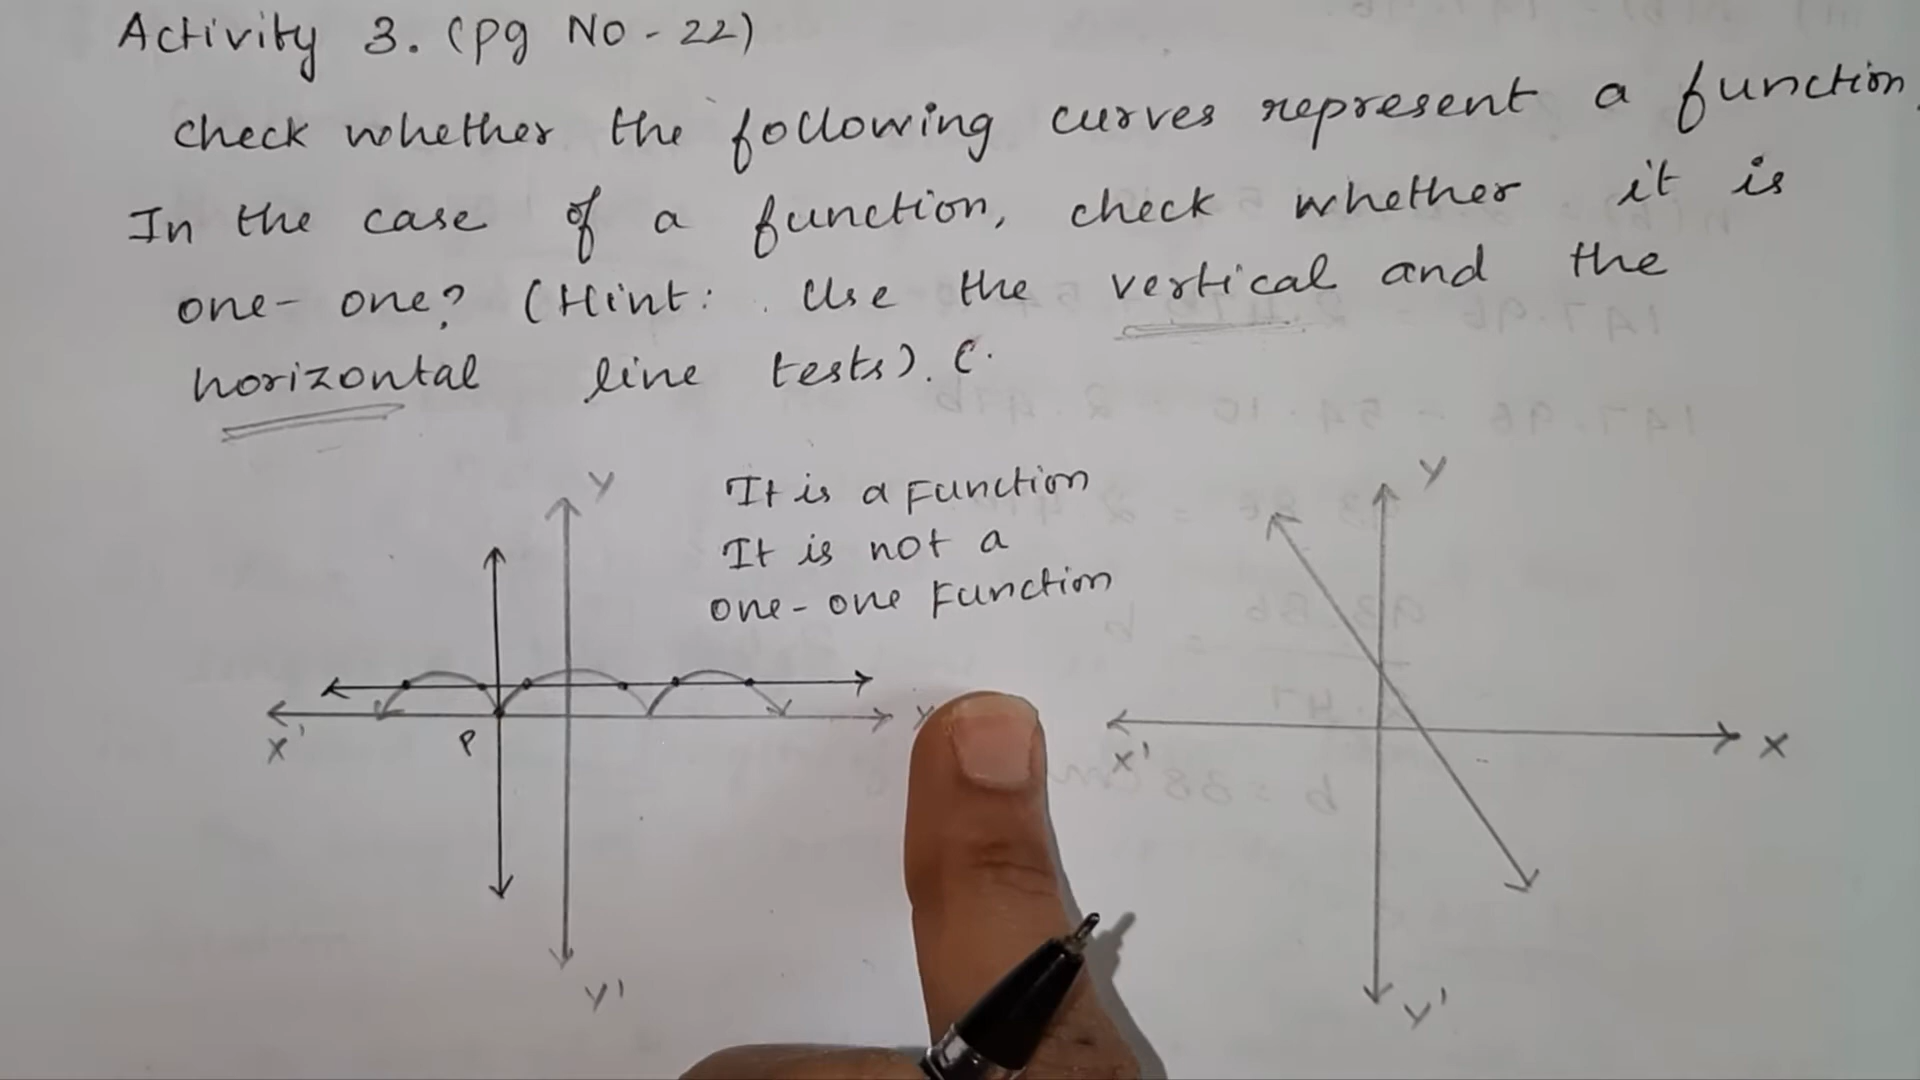 Activity 3. (pg No - 22)
check whether the following curves represent a function.
In the case of a function, check whether it is
one- one? (Hint: Use the vertical and the
horizontal line tests). (.
Y
It is a Function
It is not a
one-one Function
X'
P
Y'
Y
X'
X
Y'